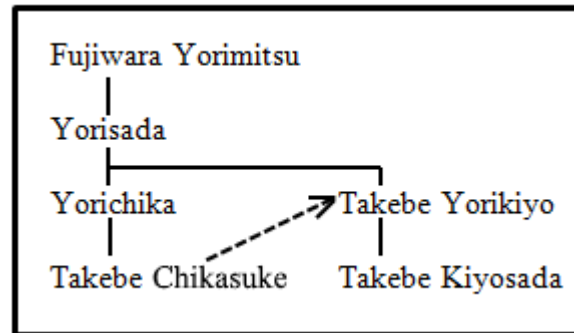 Fujiwara Yorimitsu
Yorisada
Yorichika
Takebe Yorikiyo
Takebe Chikasuke
Takebe Kiyosada